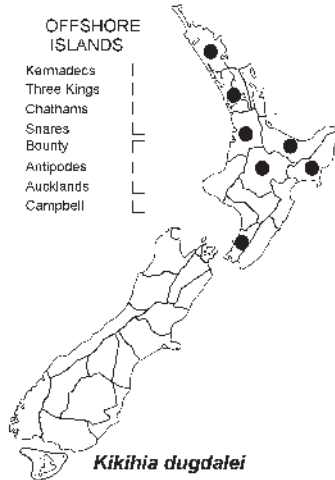 OFFSHORE
ISLANDS
Kermadecs
Three Kings
Chathams
Snares
Bounty
Antipodes
Aucklands
Campbell
Kikihia dugdalei